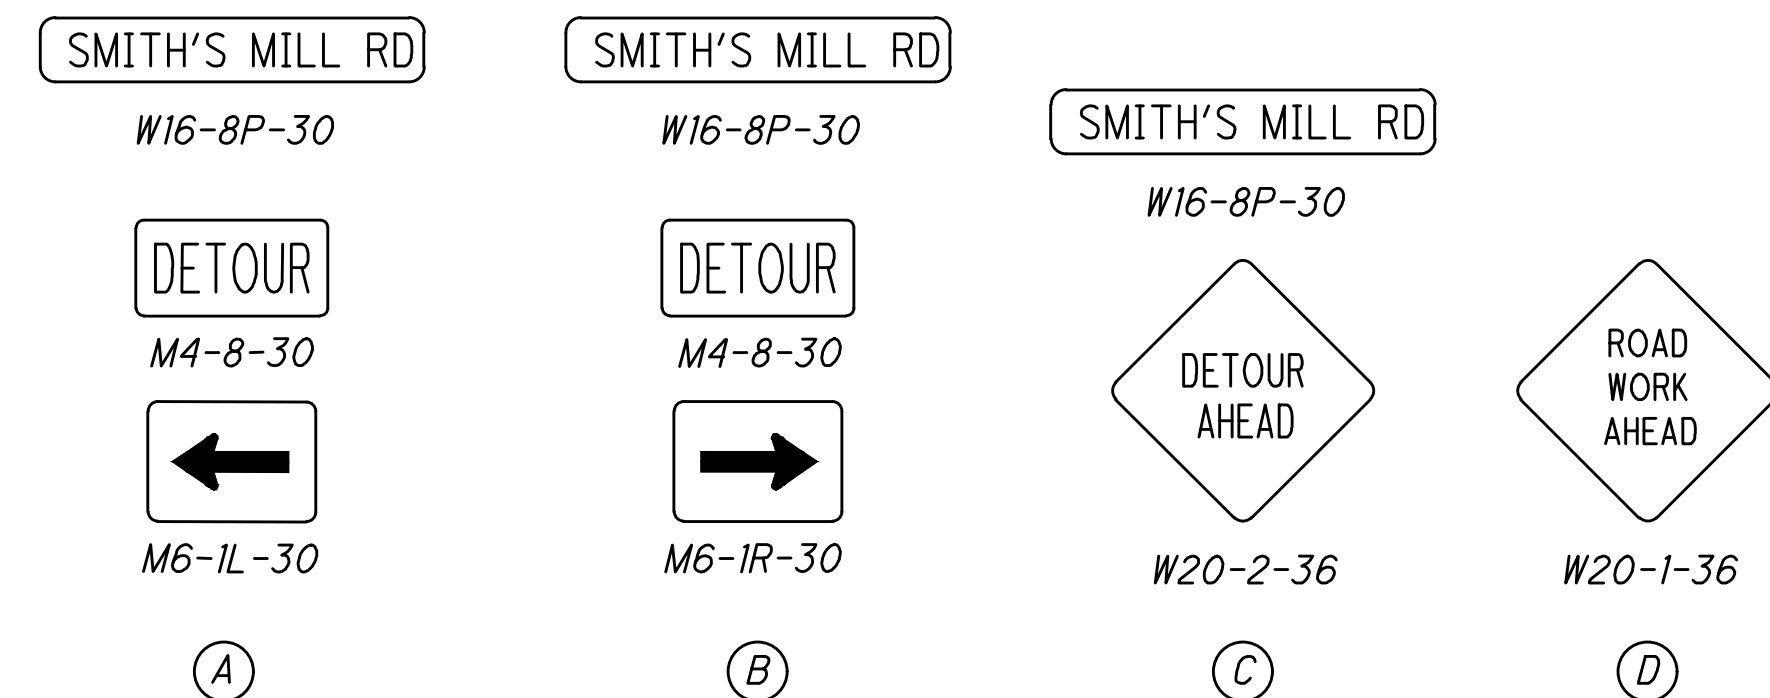 SMITH'S MILL RD
W16-8P-30
DETOUR
M4-8-30
M6-1L-30
A
SMITH'S MILL RD
W16-8P-30
DETOUR
M4-8-30
M6-1R-30
B
SMITH'S MILL RD
W16-8P-30
DETOUR
AHEAD
W20-2-36
C
ROAD
WORK
AHEAD
W20-1-36
D